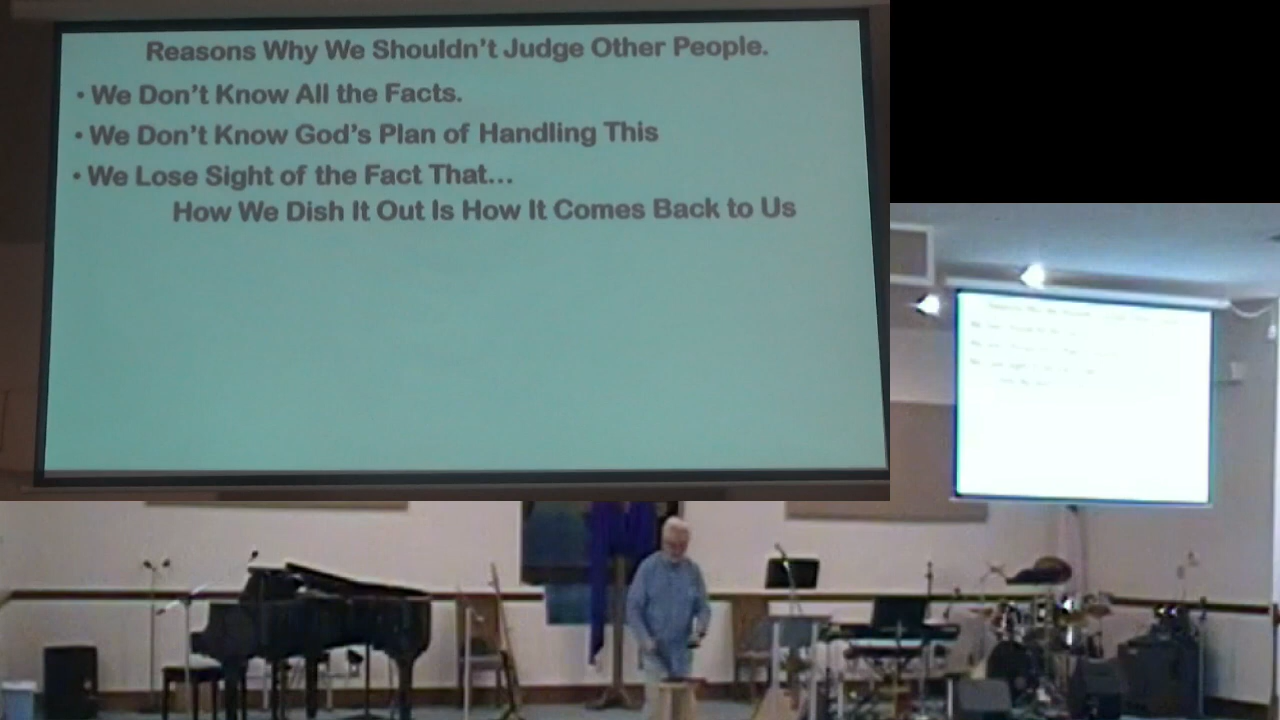 Reasons Why We Shouldn't Judge Other People.
• We Don't Know All the Facts.
• We Don't Know God's Plan of Handling This
• We Lose Sight of the Fact That...
How We Dish It Out Is How It Comes Back to Us